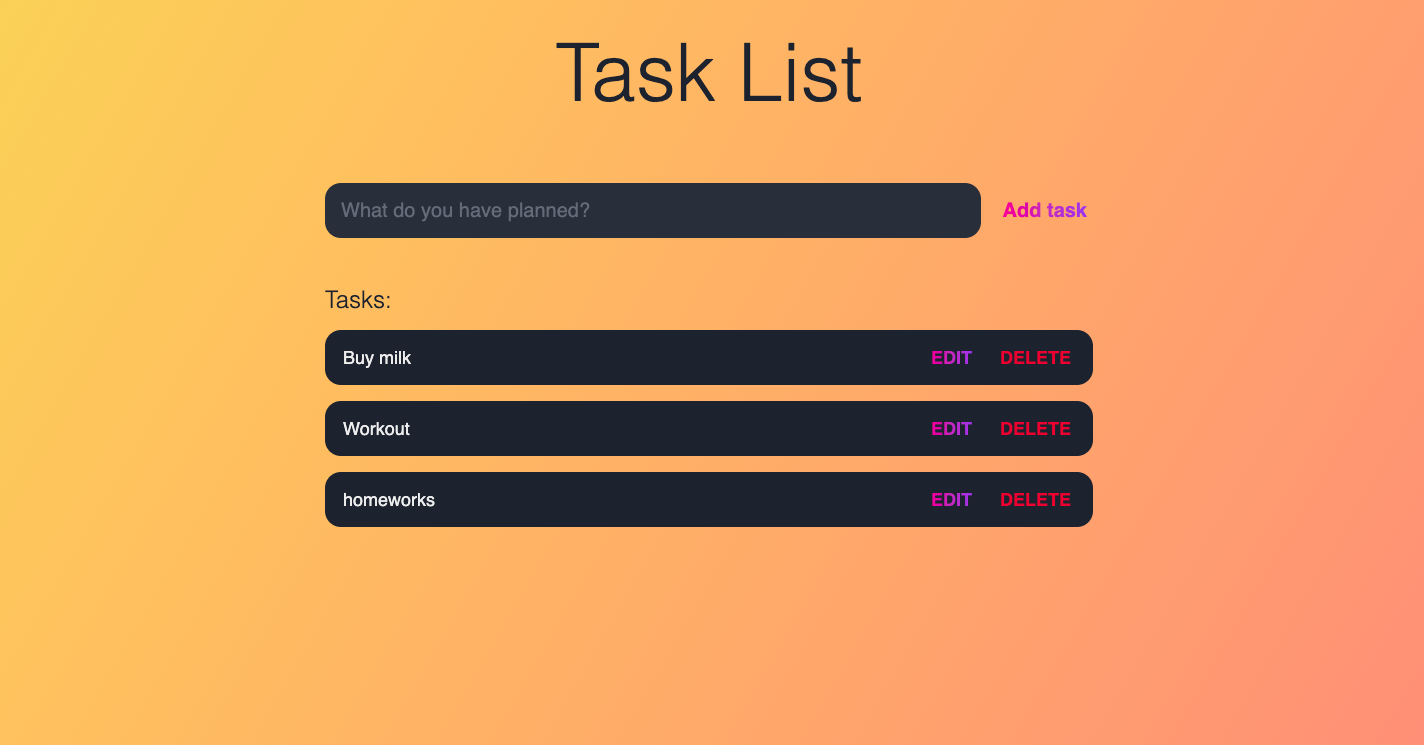 Task List
What do you have planned? Add task
Tasks:
Buy milk EDIT DELETE
Workout EDIT DELETE
homeworks EDIT DELETE